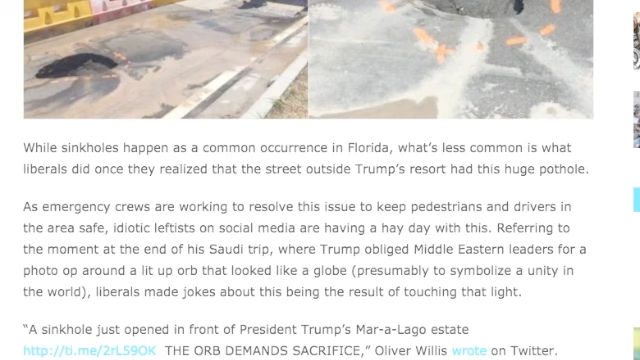 While sinkholes happen as a common occurrence in Florida, what's less common is what
liberals did once they realized that the street outside Trump's resort had this huge pothole.
As emergency crews are working to resolve this issue to keep pedestrians and drivers in
the area safe, idiotic leftists on social media are having a hay day with this. Referring to
the moment at the end of his Saudi trip, where Trump obliged Middle Eastern leaders for a
photo op around a lit up orb that looked like a globe (presumably to symbolize a unity in
the world), liberals made jokes about this being the result of touching that light.
"A sinkhole just opened in front of President Trump's Mar-a-Lago estate
http://ti.me/2rL59OK THE ORB DEMANDS SACRIFICE," Oliver Willis wrote on Twitter.